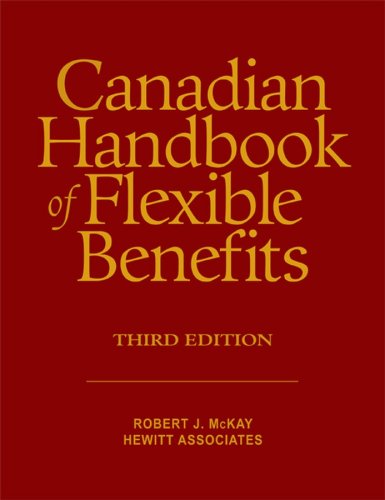 Canadian
Handbook
of Flexible
Benefits
THIRD EDITION
ROBERT J. McKAY
HEWITT ASSOCIATES